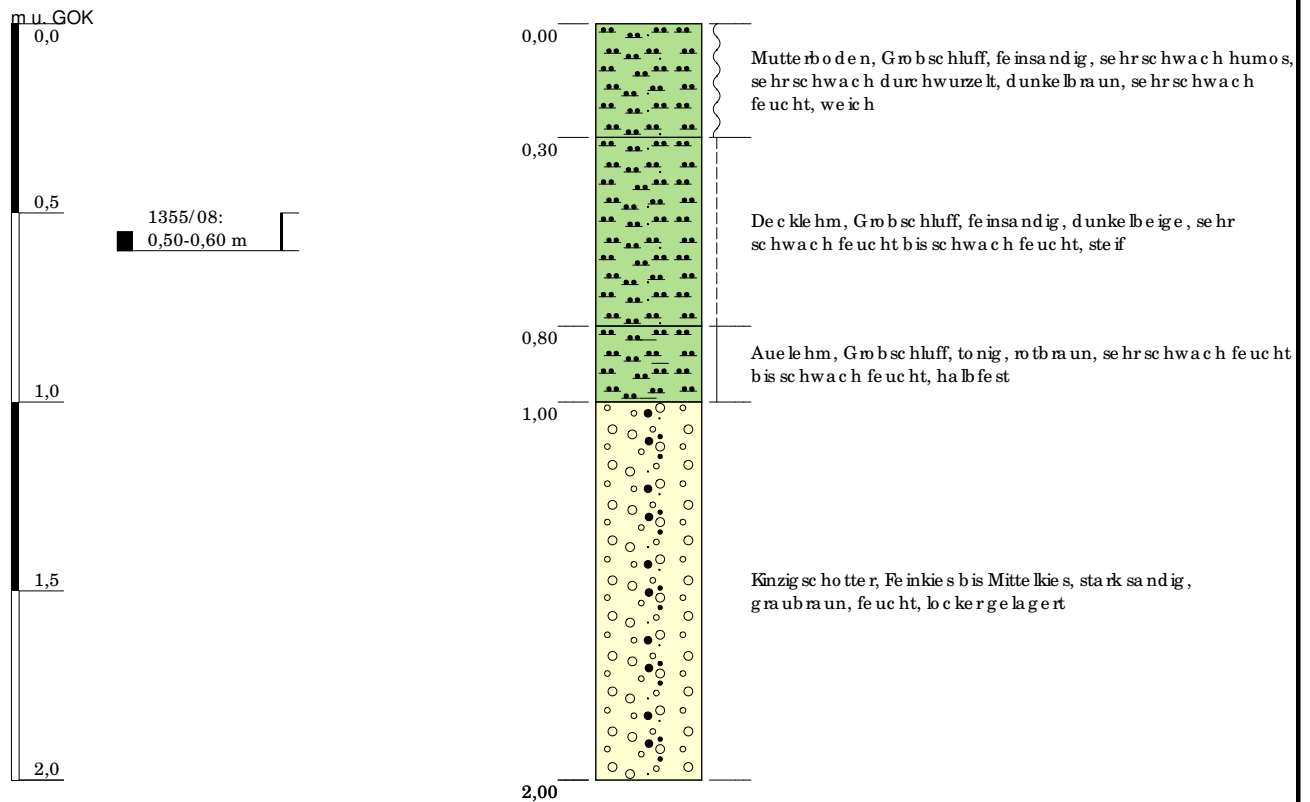 m u. GOK
0,0
0,5
1,0
1,5
2,0
1355/08:
0,50-0,60 m
0,00
0,30
0,80
1,00
2,00
Mutterboden, Grobschluff, feinsandig, sehr schwach humos,
sehr schwach durchwurzelt, dunkelbraun, sehr schwach
feucht, weich
Decklehm, Grobschluff, feinsandig, dunkelbeige, sehr
schwach feucht bis schwach feucht, steif
Auelehm, Grobschluff, tonig, rotbraun, sehr schwach feucht
bis schwach feucht, halbfest
Kinzigschotter, Feinkies bis Mittelkies, stark sandig,
graubraun, feucht, locker gelagert